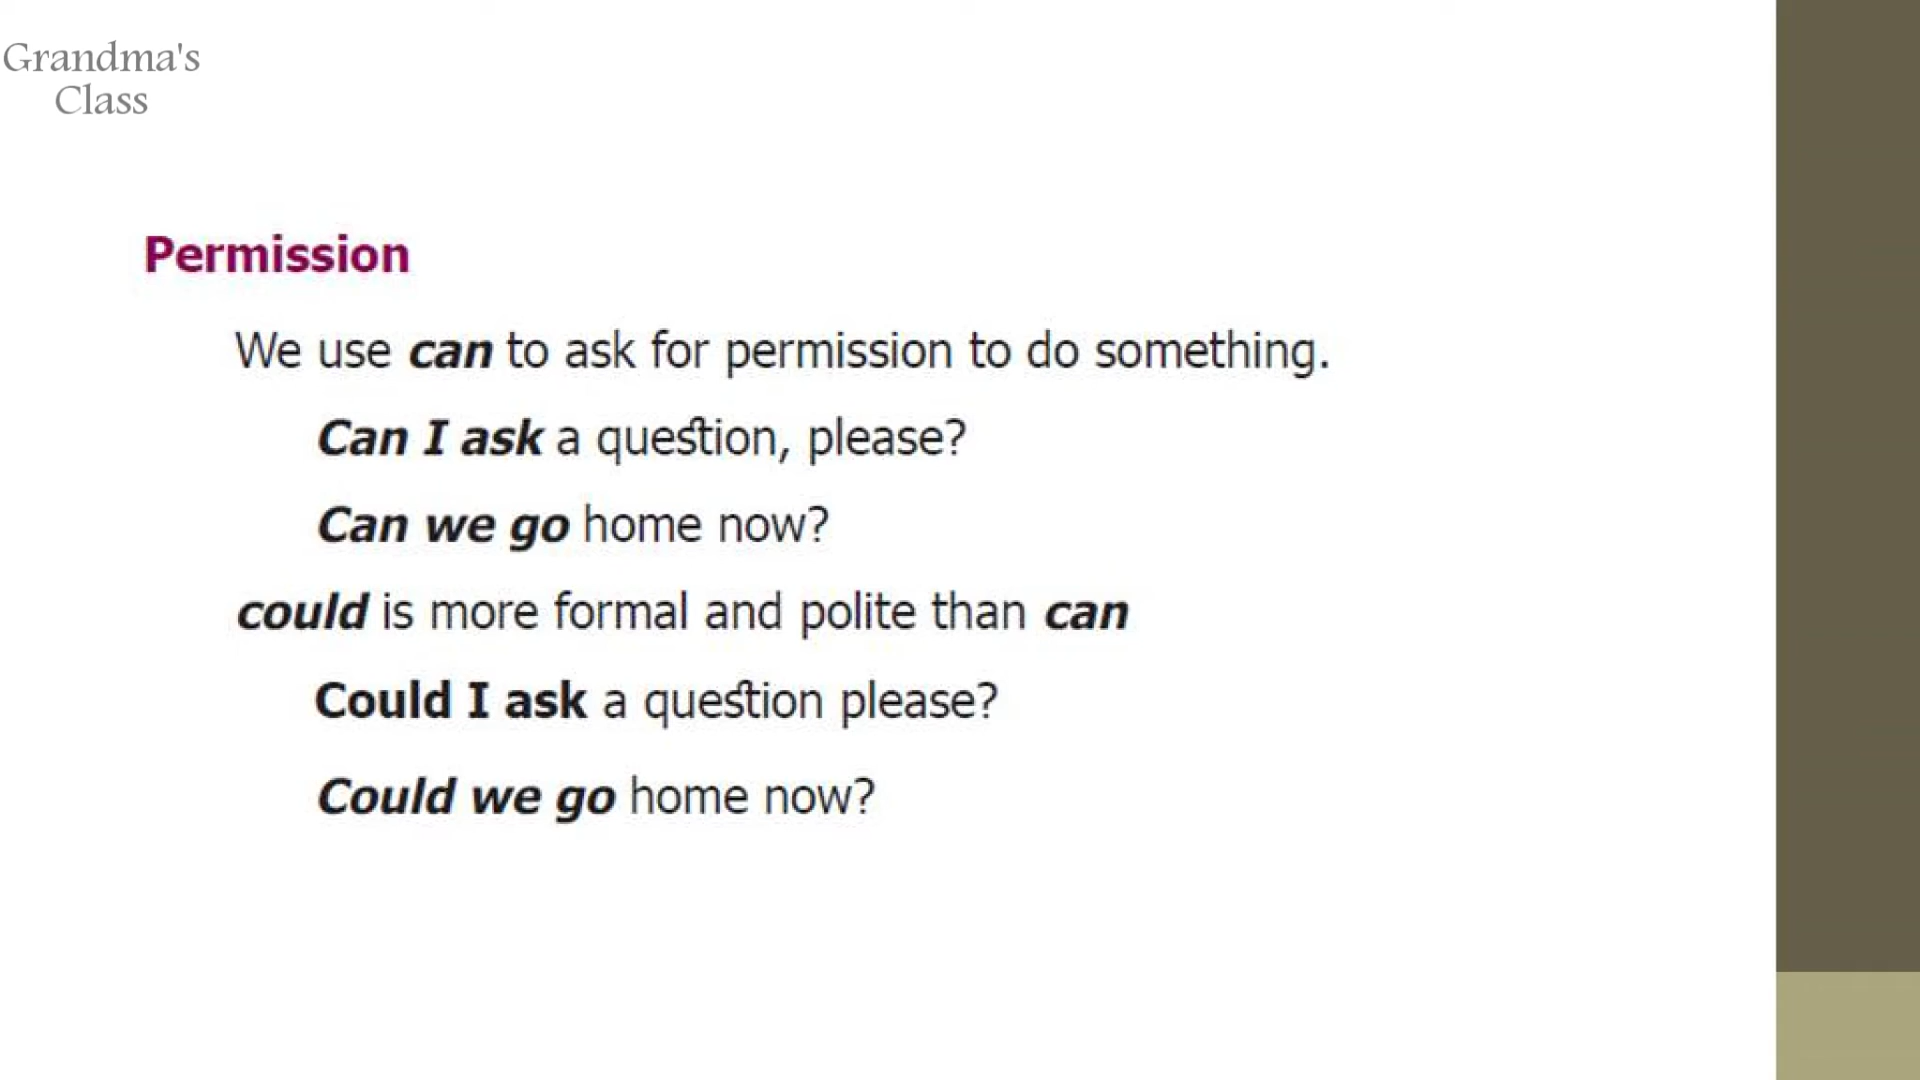 Grandma's
Class
Permission
We use can to ask for permission to do something.
Can I ask a question, please?
Can we go home now?
could is more formal and polite than can
Could I ask a question please?
Could we go home now?